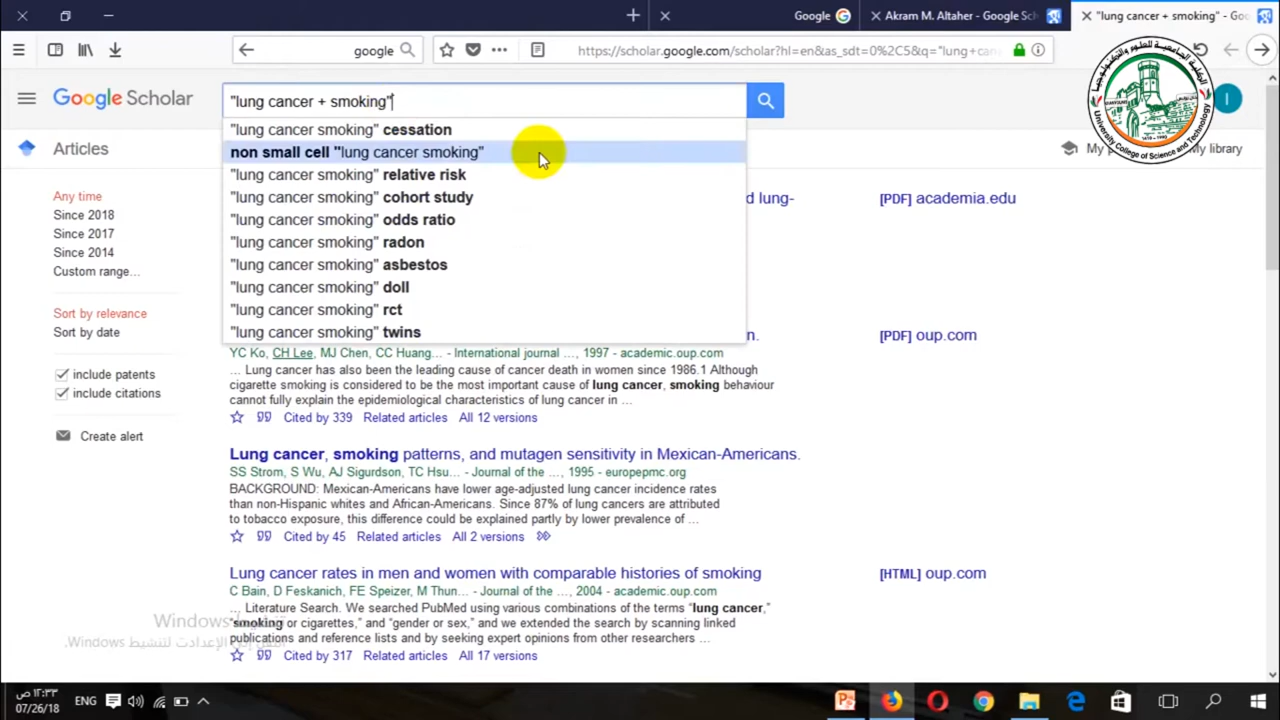 Google
Akram M. Altaher - Google Sch
"lung cancer + smoking" - Go
google
https://scholar.google.com/scholar?hl=en&as_sdt=0%2C5&q="lung+can
Google Scholar
"lung cancer + smoking"
"lung cancer smoking" cessation
non small cell "lung cancer smoking"
"lung cancer smoking" relative risk
"lung cancer smoking" cohort study
"lung cancer smoking" odds ratio
"lung cancer smoking" radon
"lung cancer smoking" asbestos
"lung cancer smoking" doll
"lung cancer smoking" rct
"lung cancer smoking" twins
الكلية الجامعية للعلوم والتكنولوجيا
University College of Science & Technology
I
Articles
My library
Any time
Since 2018
Since 2017
Since 2014
Custom range...
Sort by relevance
Sort by date
include patents
include citations
Create alert
d lung-
[PDF] academia.edu
n.
[PDF] oup.com
YC Ko, CH Lee, MJ Chen, CC Huang... - International journal ..., 1997 - academic.oup.com
... Lung cancer has also been the leading cause of cancer death in women since 1986.1 Although
cigarette smoking is considered to be the most important cause of lung cancer, smoking behaviour
cannot fully explain the epidemiological characteristics of lung cancer in ...
Cited by 339 Related articles All 12 versions
Lung cancer, smoking patterns, and mutagen sensitivity in Mexican-Americans.
SS Strom, S Wu, AJ Sigurdson, TC Hsu... - Journal of the ..., 1995 - europepmc.org
BACKGROUND: Mexican-Americans have lower age-adjusted lung cancer incidence rates
than non-Hispanic whites and African-Americans. Since 87% of lung cancers are attributed
to tobacco exposure, this difference could be explained partly by lower prevalence of ...
Cited by 45 Related articles All 2 versions
Lung cancer rates in men and women with comparable histories of smoking
[HTML] oup.com
C Bain, D Feskanich, FE Speizer, M Thun... - Journal of the ..., 2004 - academic.oup.com
... Literature Search. We searched PubMed using various combinations of the terms "lung cancer,"
"smoking or cigarettes," and "gender or sex," and we extended the search by scanning linked
publications and reference lists and by seeking expert opinions from other researchers ...
Cited by 317 Related articles All 17 versions
Windows
الإعدادت لتنشيط Windows.
١٢:٣٣ ص
07/26/18
ENG